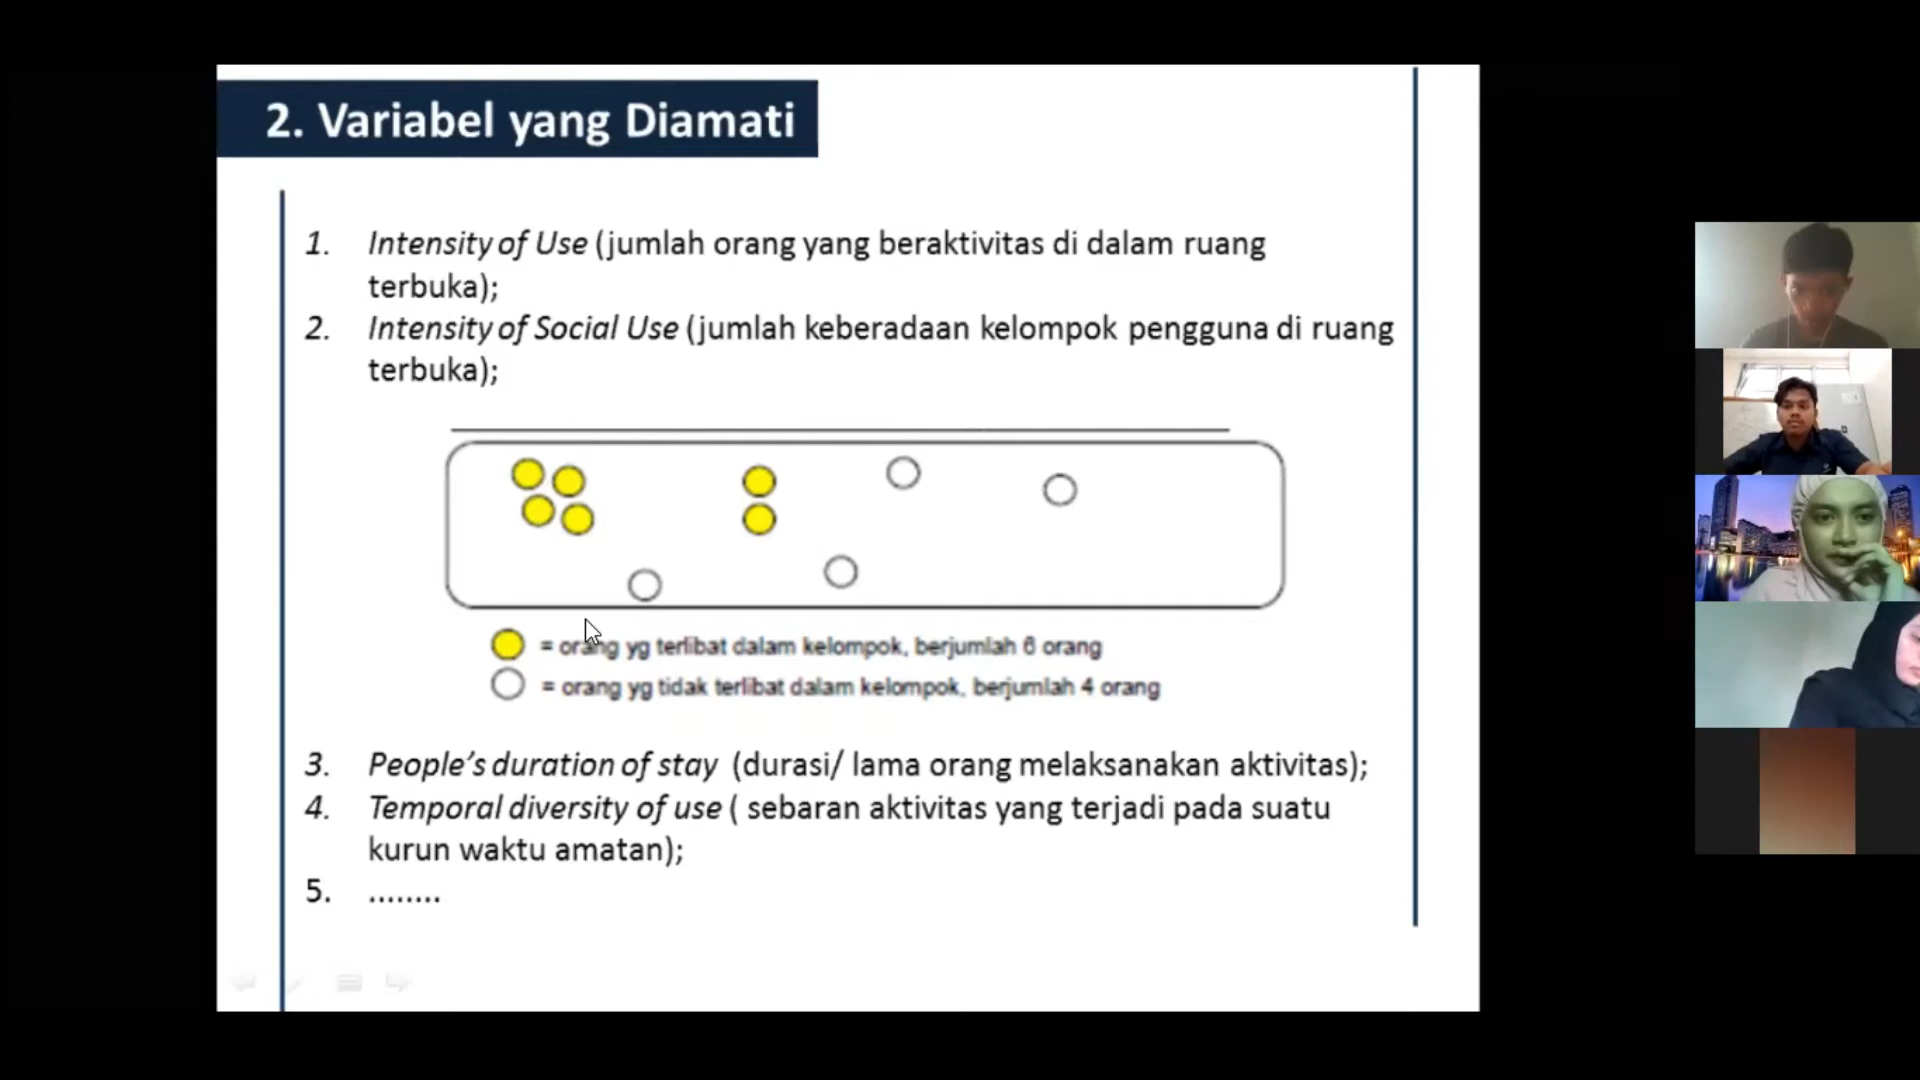 2. Variabel yang Diamati
1. Intensity of Use (jumlah orang yang beraktivitas di dalam ruang
terbuka);
2. Intensity of Social Use (jumlah keberadaan kelompok pengguna di ruang
terbuka);
= orang yg terlibat dalam kelompok, berjumlah 6 orang
= orang yg tidak terlibat dalam kelompok, berjumlah 4 orang
3. People's duration of stay (durasi/ lama orang melaksanakan aktivitas);
4. Temporal diversity of use ( sebaran aktivitas yang terjadi pada suatu
kurun waktu amatan);
5. ........